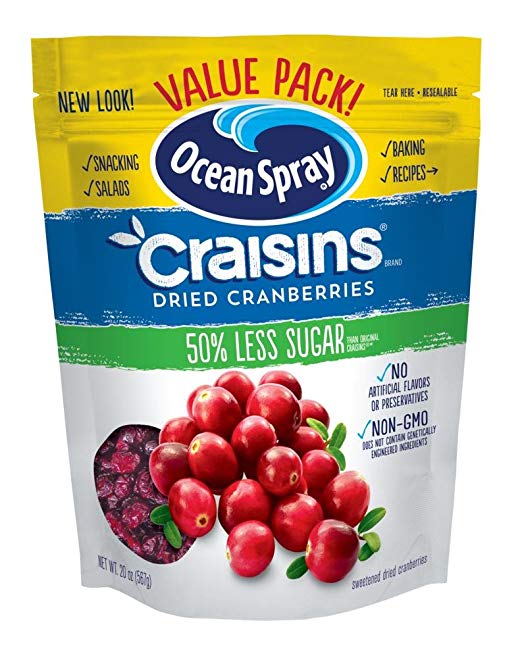 VALUE PACK!
NEW LOOK!
TEAR HERE • RESEALABLE
Ocean Spray®
✓SNACKING
✓SALADS
✓BAKING
✓RECIPES→
Craisins®
BRAND
DRIED CRANBERRIES
50% LESS SUGAR
THAN ORIGINAL
CRAISINS®
✓NO
ARTIFICIAL FLAVORS
OR PRESERVATIVES
✓NON-GMO
DOES NOT CONTAIN GENETICALLY
ENGINEERED INGREDIENTS
NET WT. 20 oz (567g)
sweetened dried cranberries